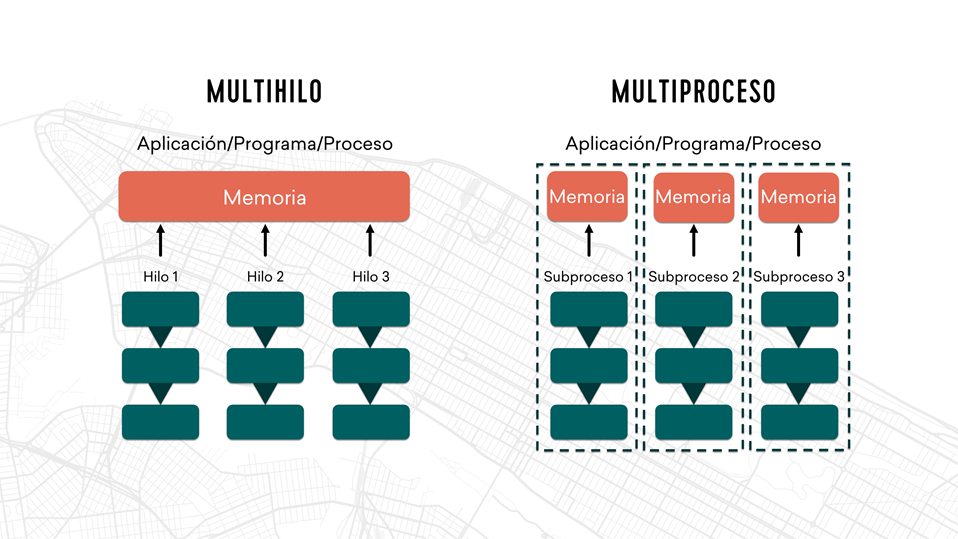 MULTIHILO
Aplicación/Programa/Proceso
Memoria
Hilo 1
Hilo 2
Hilo 3
MULTIPROCESO
Aplicación/Programa/Proceso
Memoria
Memoria
Memoria
Subproceso 1
Subproceso 2
Subproceso 3